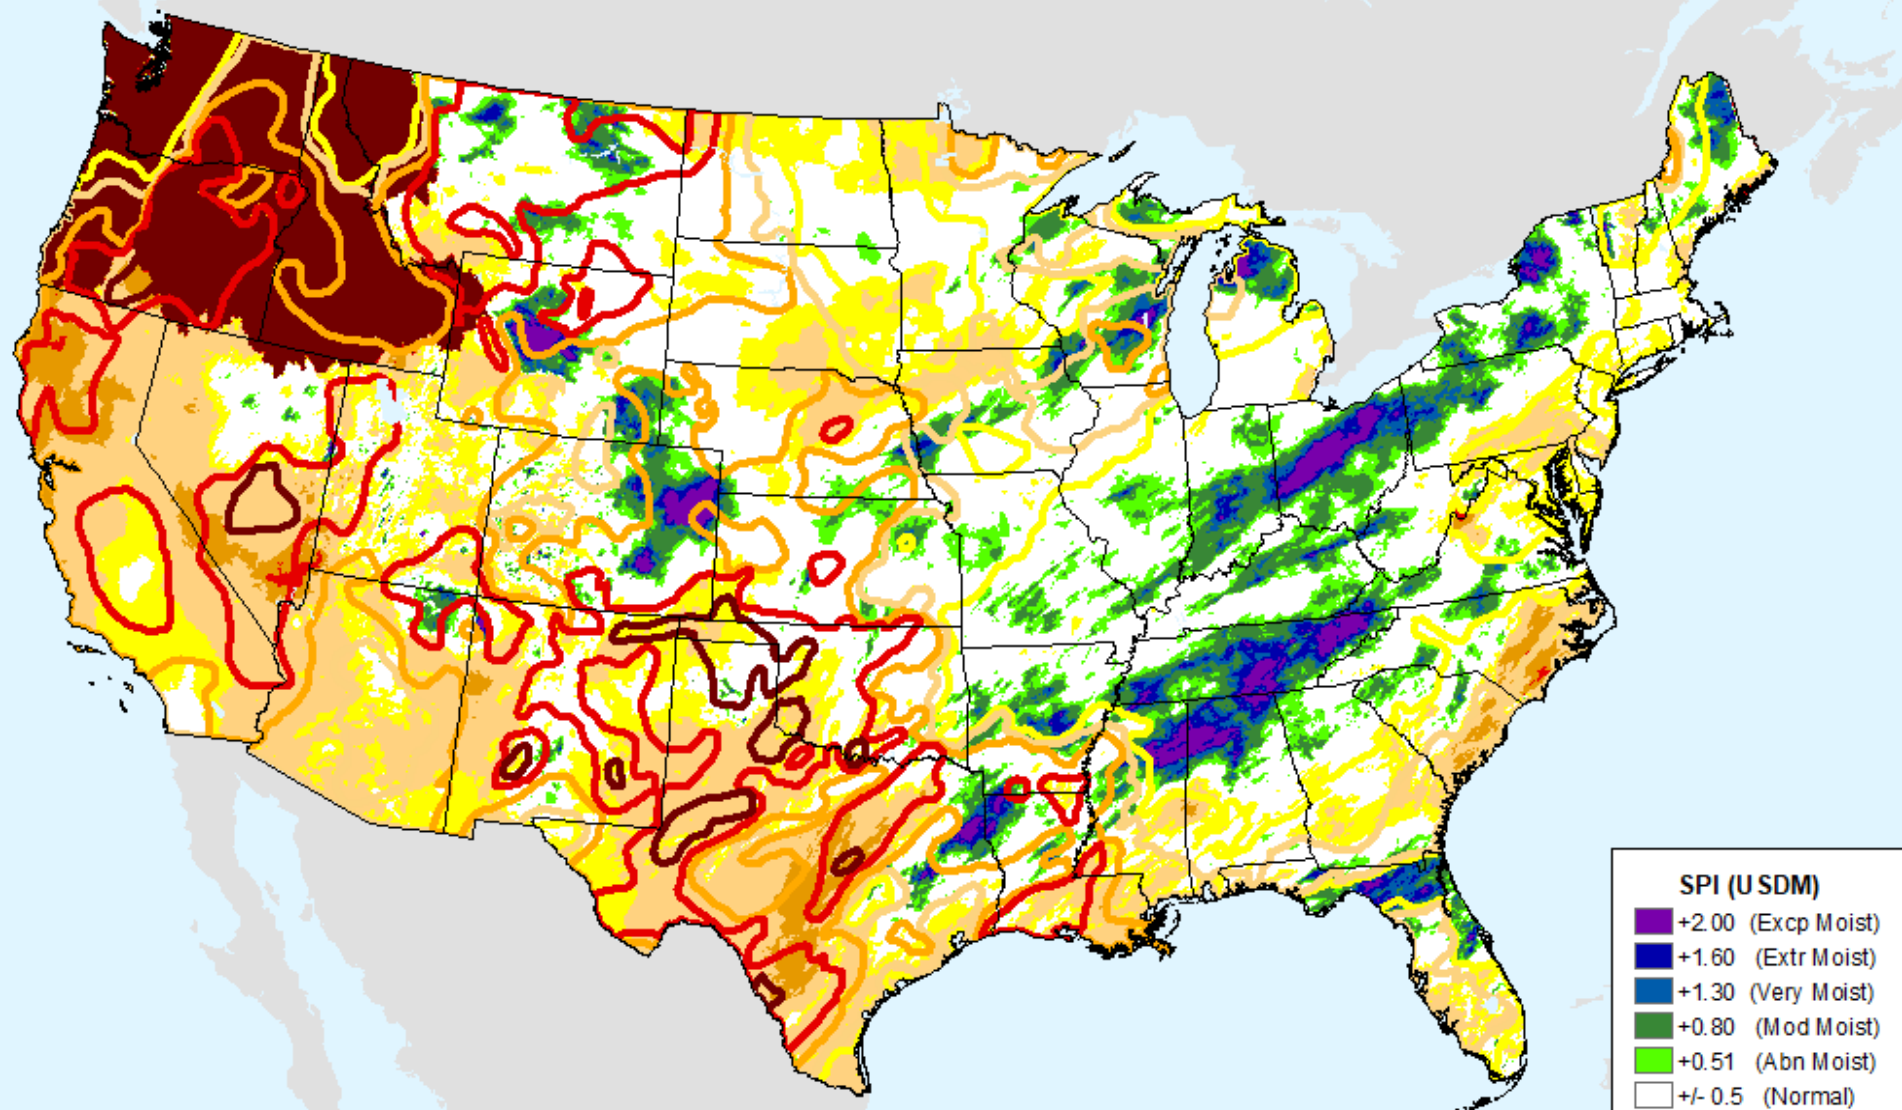 SPI (USDM)
+2.00 (Excp Moist)
+1.60 (Extr Moist)
+1.30 (Very Moist)
+0.80 (Mod Moist)
+0.51 (Abn Moist)
+/- 0.5 (Normal)